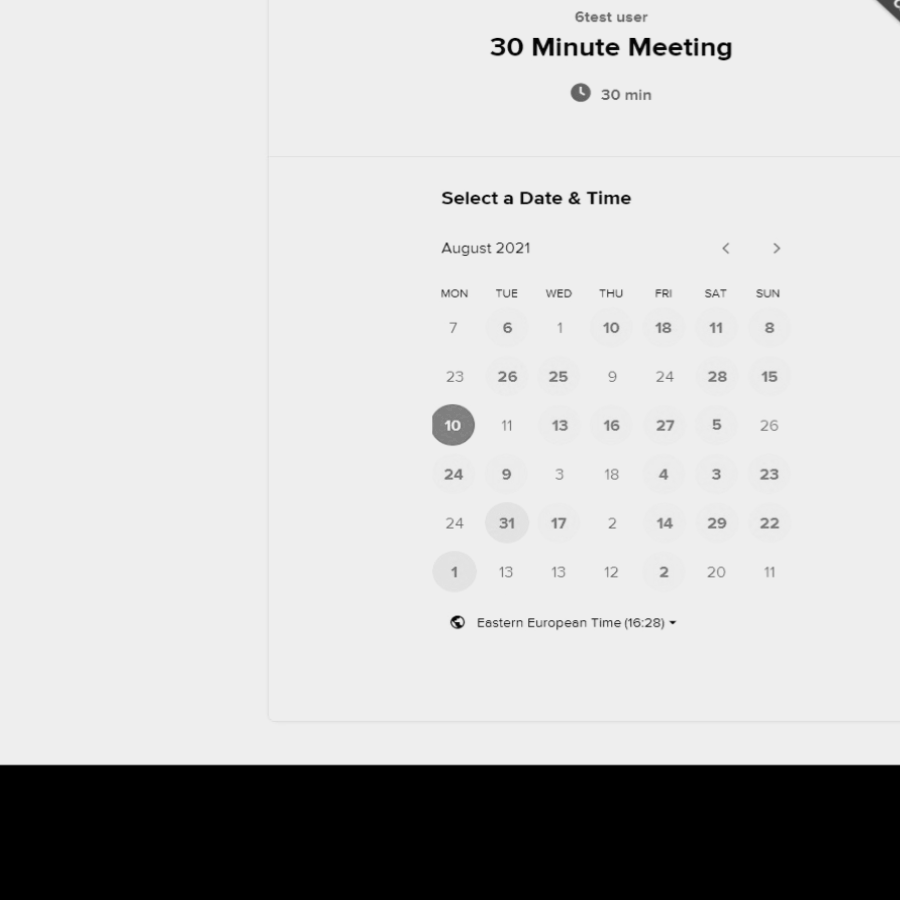 6test user
30 Minute Meeting
30 min
Select a Date & Time
August 2021
MON TUE WED THU FRI SAT SUN
7 6 1 10 18 11 8
23 26 25 9 24 28 15
10 11 13 16 27 5 26
24 9 3 18 4 3 23
24 31 17 2 14 29 22
1 13 13 12 2 20 11
Eastern European Time (16:28)